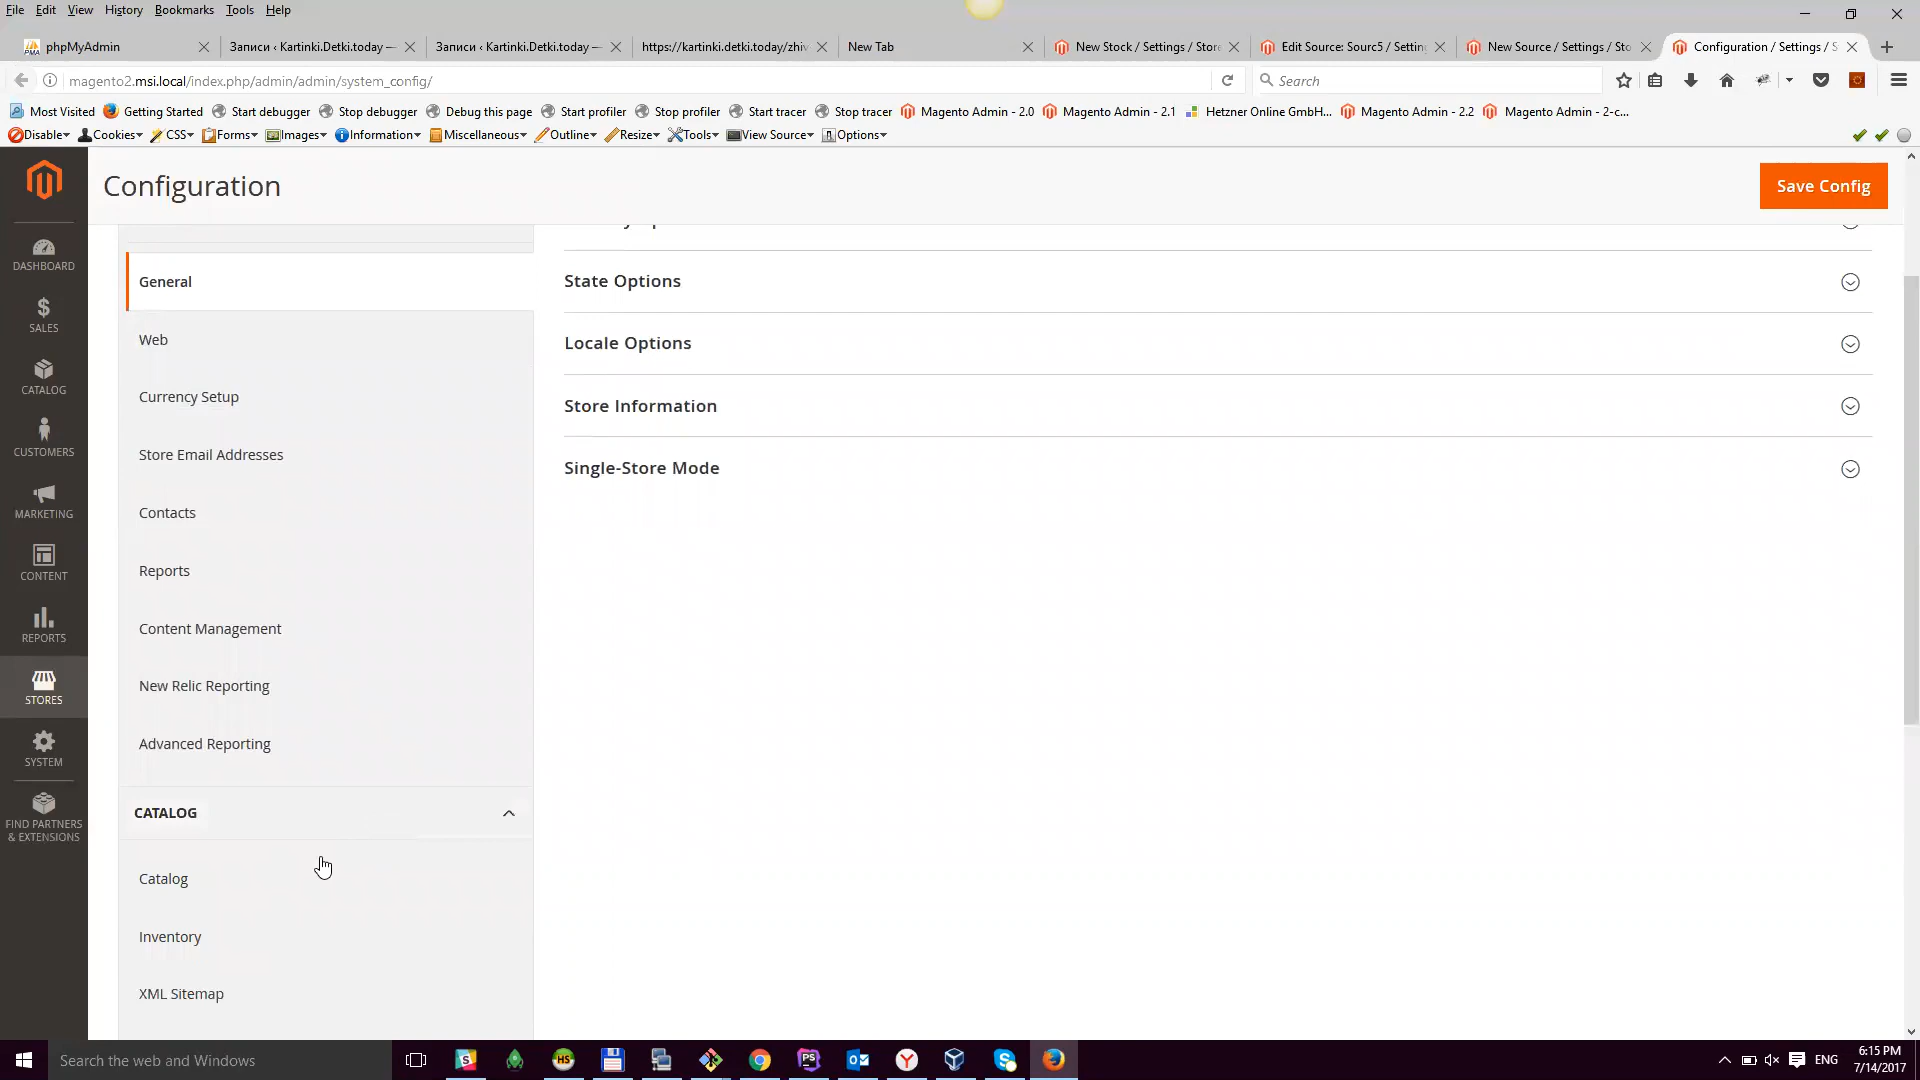 File Edit View History Bookmarks Tools Help
phpMyAdmin
Записи ‹ Kartinki.Detki.today —
Записи ‹ Kartinki.Detki.today —
https://kartinki.detki.today/zhiv
New Tab
New Stock / Settings / Store
Edit Source: Sourc5 / Setting
New Source / Settings / Sto
Configuration / Settings / S
magento2.msi.local/index.php/admin/admin/system_config/
Search
Most Visited Getting Started Start debugger Stop debugger Debug this page Start profiler Stop profiler Start tracer Stop tracer Magento Admin - 2.0 Magento Admin - 2.1 Hetzner Online GmbH... Magento Admin - 2.2 Magento Admin - 2-c...
Disable Cookies CSS Forms Images Information Miscellaneous Outline Resize Tools View Source Options
Configuration
Save Config
DASHBOARD
SALES
CATALOG
CUSTOMERS
MARKETING
CONTENT
REPORTS
STORES
SYSTEM
FIND PARTNERS
& EXTENSIONS
General
Web
Currency Setup
Store Email Addresses
Contacts
Reports
Content Management
New Relic Reporting
Advanced Reporting
CATALOG
Catalog
Inventory
XML Sitemap
State Options
Locale Options
Store Information
Single-Store Mode
Search the web and Windows
ENG
6:15 PM
7/14/2017